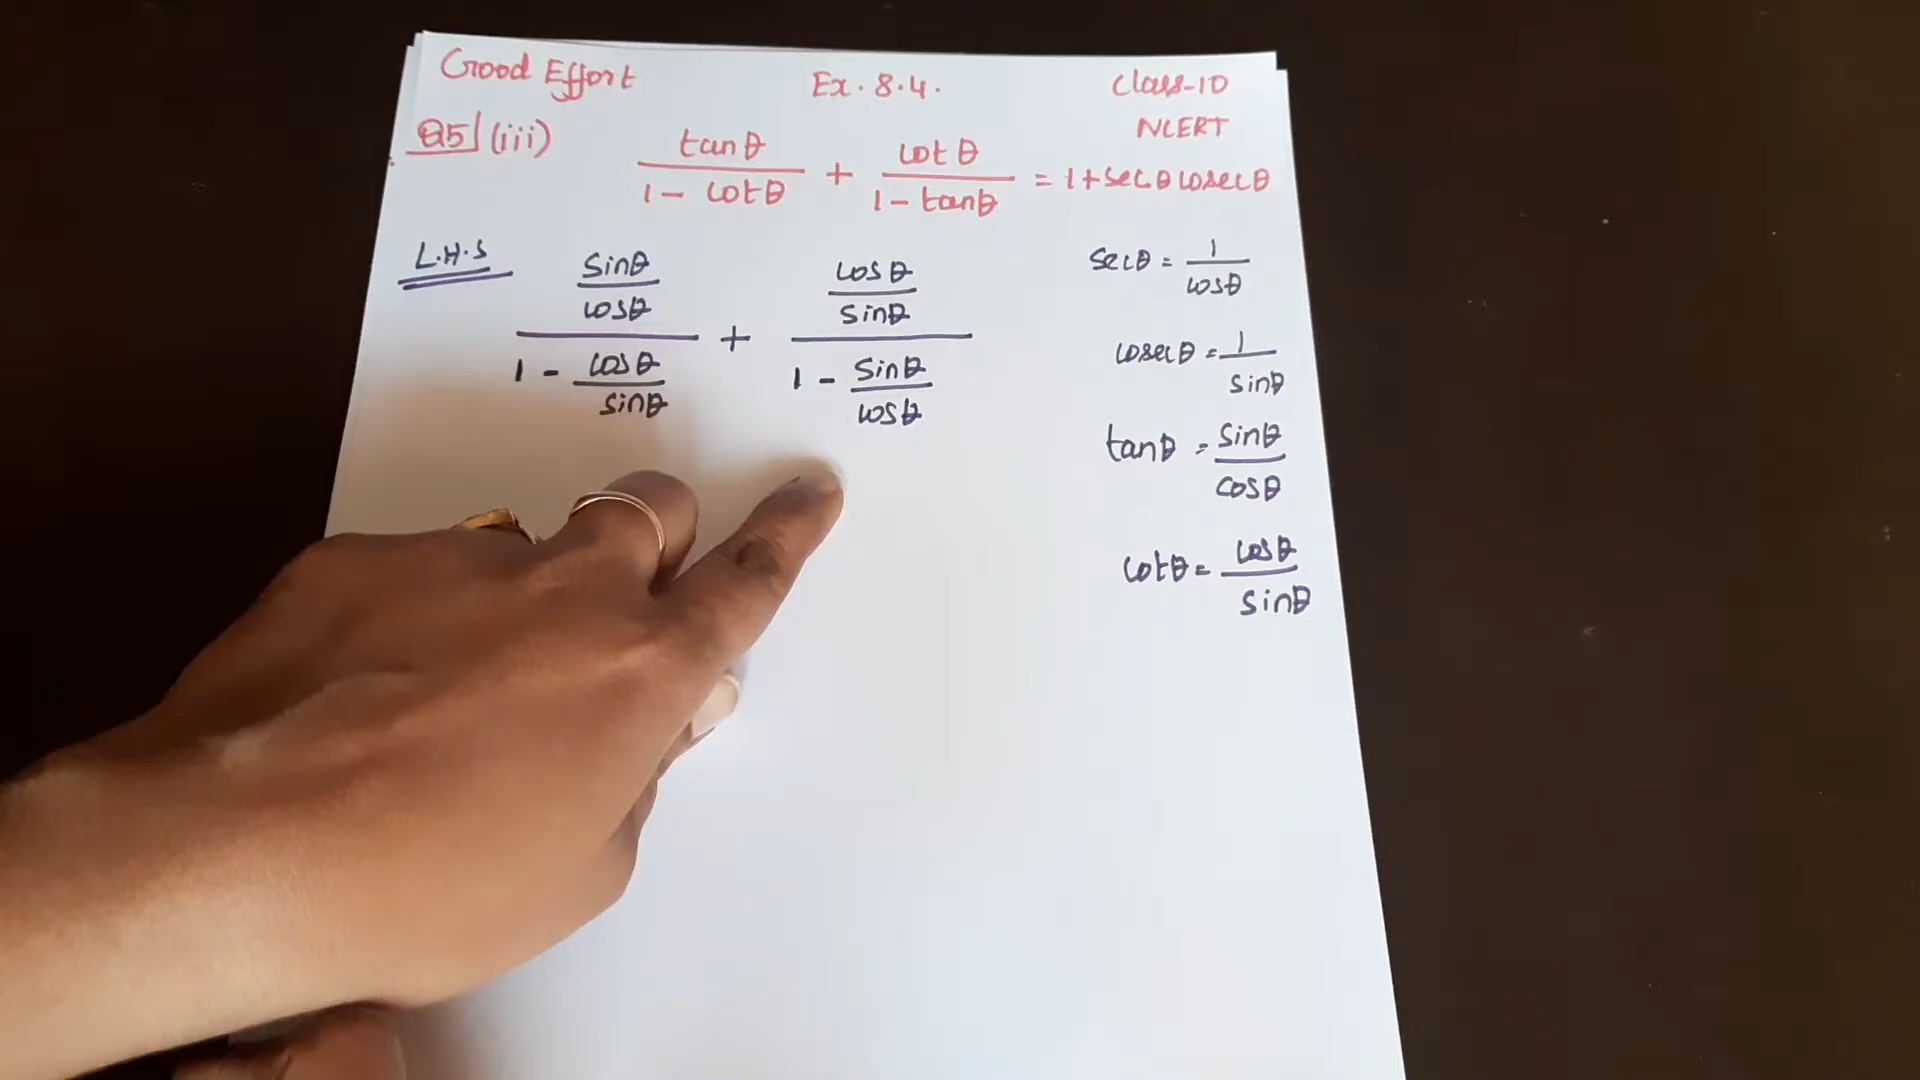 Good Effort Ex. 8.4. Class-10
NCERT
Q5 (iii) tanθ / 1 - cotθ + cotθ / 1 - tanθ = 1 + secθ cosecθ
L.H.S sinθ/cosθ / 1 - cosθ/sinθ + cosθ/sinθ / 1 - sinθ/cosθ
secθ = 1/cosθ
cosecθ = 1/sinθ
tanθ = sinθ/cosθ
cotθ = cosθ/sinθ